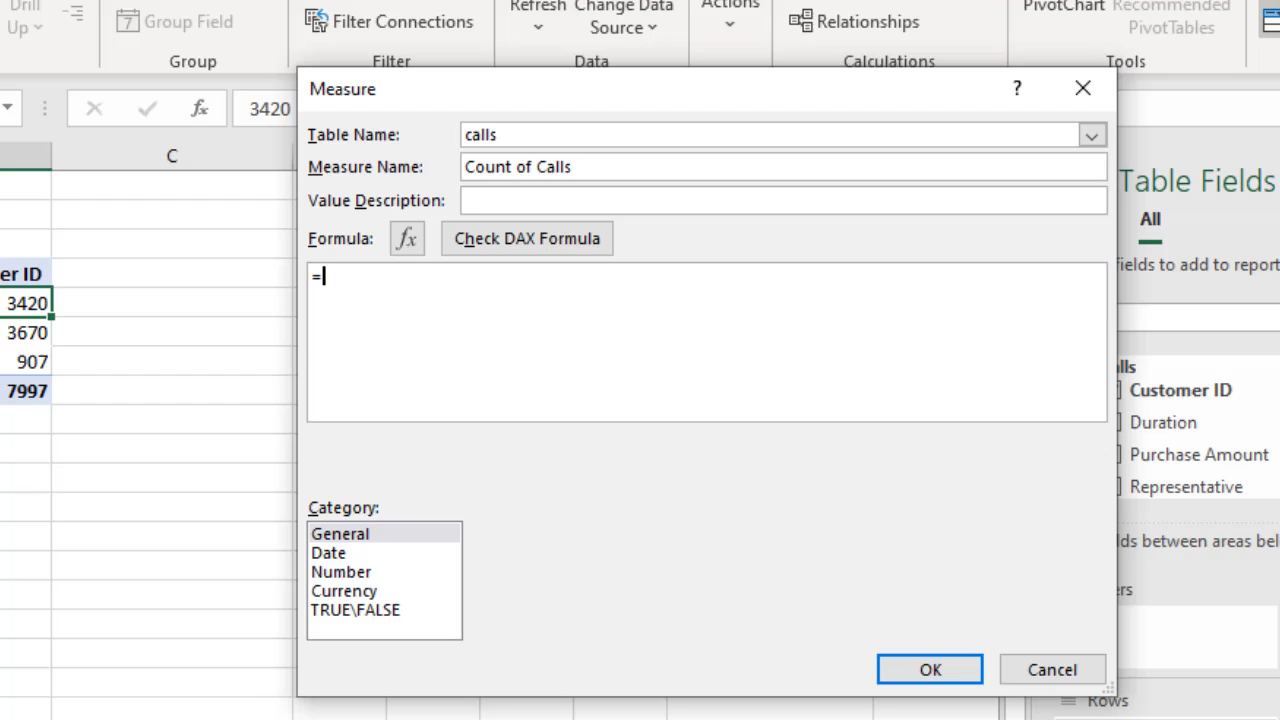 Drill
Up
Group Field
Group
Filter Connections
Filter
Refresh Change Data
Source
Data
Actions
Relationships
Calculations
PivotChart Recommended
PivotTables
Tools
fx
3420
C
er ID
3420
3670
907
7997
Measure
?
Table Name:
calls
Measure Name:
Count of Calls
Value Description:
Formula:
fx
Check DAX Formula
=
Category:
General
Date
Number
Currency
TRUE\FALSE
OK
Cancel
Table Fields
All
fields to add to report
lls
Customer ID
Duration
Purchase Amount
Representative
lds between areas bel
ers
Rows